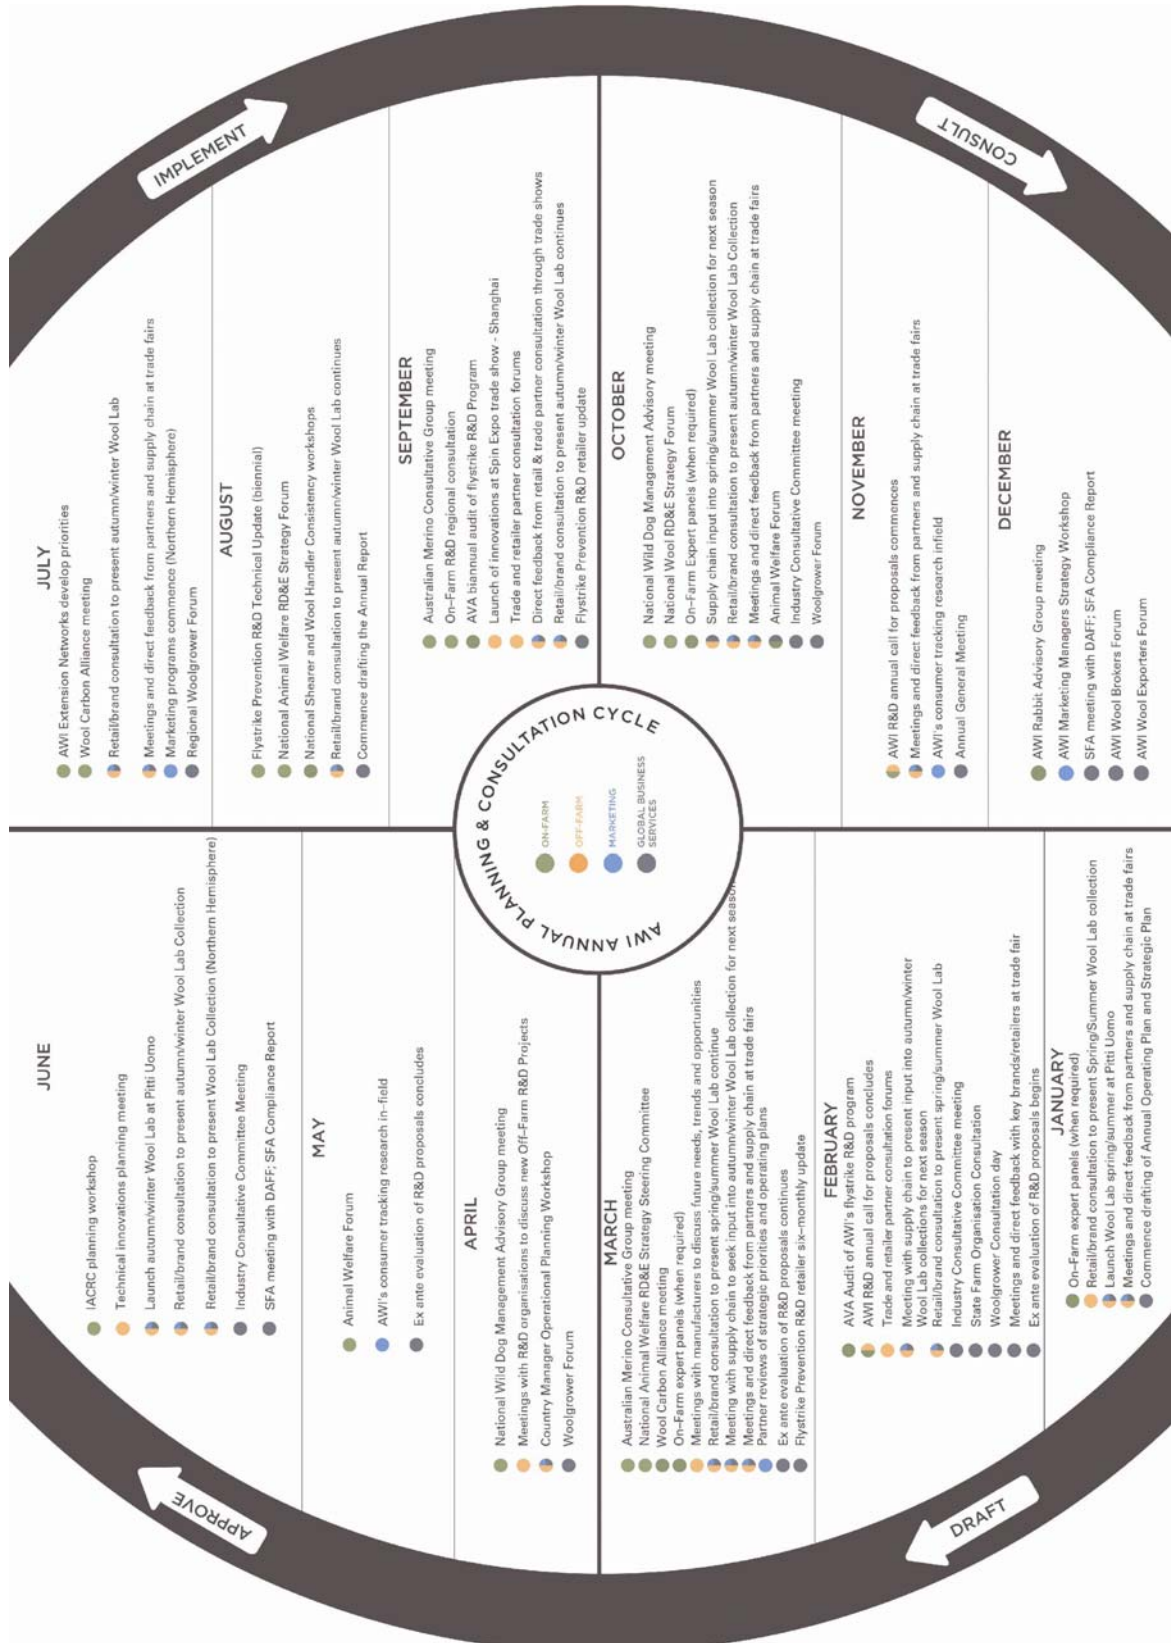 JULY
AWI Extension Networks develop priorities
Wool Carbon Alliance meeting
Retail/brand consultation to present autumn/winter Wool Lab
Meetings and direct feedback from partners and supply chain at trade fairs
Marketing programs commence (Northern Hemisphere)
Regional Woolgrower Forum
IMPLEMENT
AUGUST
Flystrike Prevention R&D Technical Update (biennial)
National Animal Welfare RD&E Strategy Forum
National Shearer and Wool Handler Consistency workshops
Retail/brand consultation to present autumn/winter Wool Lab continues
Commence drafting the Annual Report
SEPTEMBER
Australian Merino Consultative Group meeting
On-Farm R&D regional consultation
AVA biannual audit of flystrike R&D Program
Launch of innovations at Spin Expo trade show - Shanghai
Trade and retailer partner consultation forums
Direct feedback from retail & trade partner consultation through trade shows
Retail/brand consultation to present autumn/winter Wool Lab continues
Flystrike Prevention R&D retailer update
OCTOBER
National Wild Dog Management Advisory meeting
National Wool RD&E Strategy Forum
On-Farm Expert panels (when required)
Supply chain input into spring/summer Wool Lab collection for next season
Retail/brand consultation to present autumn/winter Wool Lab Collection
Meetings and direct feedback from partners and supply chain at trade fairs
Animal Welfare Forum
Industry Consultative Committee meeting
Woolgrower Forum
CONSULT
NOVEMBER
AWI R&D annual call for proposals commences
Meetings and direct feedback from partners and supply chain at trade fairs
AWI's consumer tracking research infield
Annual General Meeting
DECEMBER
AWI Rabbit Advisory Group meeting
AWI Marketing Managers Strategy Workshop
SFA meeting with DAFF; SFA Compliance Report
AWI Wool Brokers Forum
AWI Wool Exporters Forum
AWI ANNUAL PLANNING & CONSULTATION CYCLE
ON-FARM
OFF-FARM
MARKETING
GLOBAL BUSINESS
SERVICES
JUNE
IACRC planning workshop
Technical innovations planning meeting
Launch autumn/winter Wool Lab at Pitti Uomo
Retail/brand consultation to present autumn/winter Wool Lab Collection
Retail/brand consultation to present Wool Lab Collection (Northern Hemisphere)
Industry Consultative Committee Meeting
SFA meeting with DAFF; SFA Compliance Report
APPROVE
MAY
Animal Welfare Forum
AWI's consumer tracking research in-field
Ex ante evaluation of R&D proposals concludes
APRIL
National Wild Dog Management Advisory Group meeting
Meetings with R&D organisations to discuss new Off-Farm R&D Projects
Country Manager Operational Planning Workshop
Woolgrower Forum
MARCH
Australian Merino Consultative Group meeting
National Animal Welfare RD&E Strategy Steering Committee
Wool Carbon Alliance meeting
On-Farm expert panels (when required)
Meetings with manufacturers to discuss future needs, trends and opportunities
Retail/brand consultation to present spring/summer Wool Lab continue
Meeting with supply chain to seek input into autumn/winter Wool Lab collection for next season
Meetings and direct feedback from partners and supply chain at trade fairs
Partner reviews of strategic priorities and operating plans
Ex ante evaluation of R&D proposals continues
Flystrike Prevention R&D retailer six-monthly update
FEBRUARY
AVA Audit of AWI's flystrike R&D program
AWI R&D annual call for proposals concludes
Trade and retailer partner consultation forums
Meeting with supply chain to present input into autumn/winter
Wool Lab collections for next season
Retail/brand consultation to present spring/summer Wool Lab
Industry Consultative Committee meeting
State Farm Organisation Consultation
Woolgrower Consultation day
Meetings and direct feedback with key brands/retailers at trade fair
Ex ante evaluation of R&D proposals begins
DRAFT
JANUARY
On-Farm expert panels (when required)
Retail/brand consultation to present Spring/Summer Wool Lab collection
Launch Wool Lab spring/summer at Pitti Uomo
Meetings and direct feedback from partners and supply chain at trade fairs
Commence drafting of Annual Operating Plan and Strategic Plan